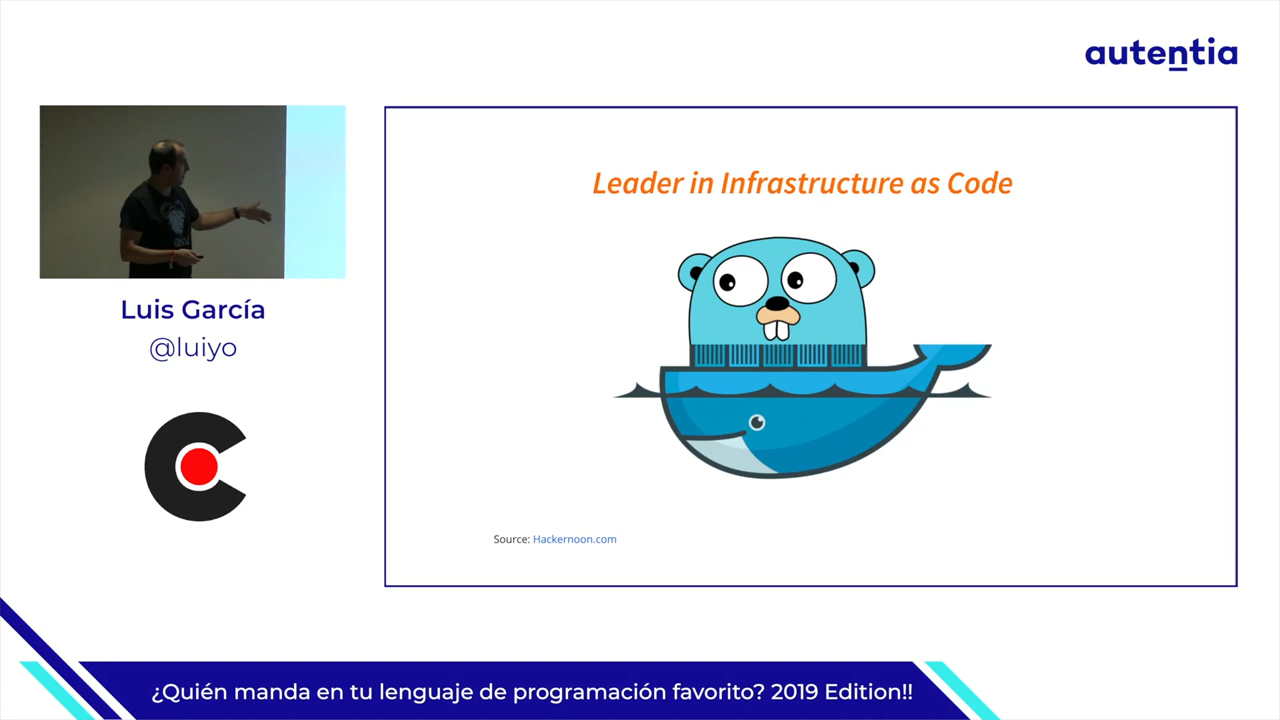 autentia
Leader in Infrastructure as Code
Luis García
@luiyo
Source: Hackernoon.com
¿Quién manda en tu lenguaje de programación favorito? 2019 Edition!!